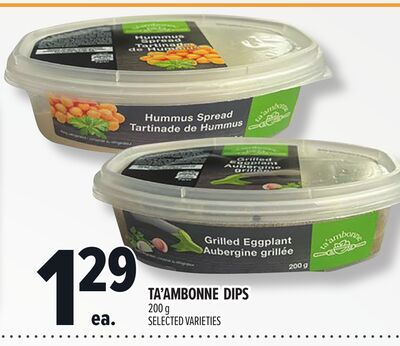 Hummus
Spread
Tartinades
de Hummus
Hummus Spread
Tartinade de Hummus
ta'ambonne
Grilled
Eggplant
Aubergine
grillée
Grilled Eggplant
Aubergine grillée
200 g
ta'ambonne
1 29
ea.
TA'AMBONNE DIPS
200 g
SELECTED VARIETIES